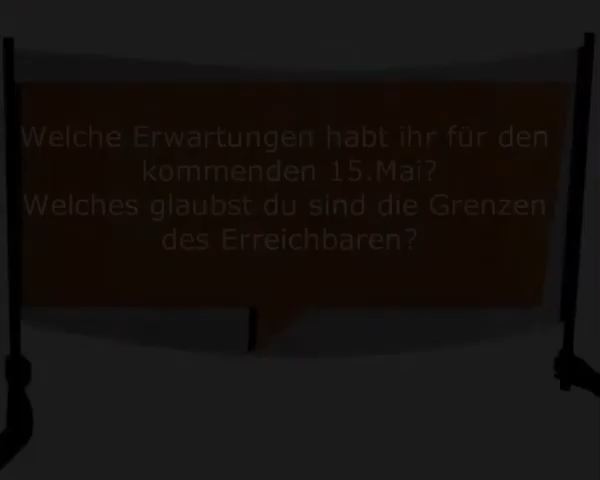 Welche Erwartungen habt ihr für den
kommenden 15.Mai?
Welches glaubst du sind die Grenzen
des Erreichbaren?